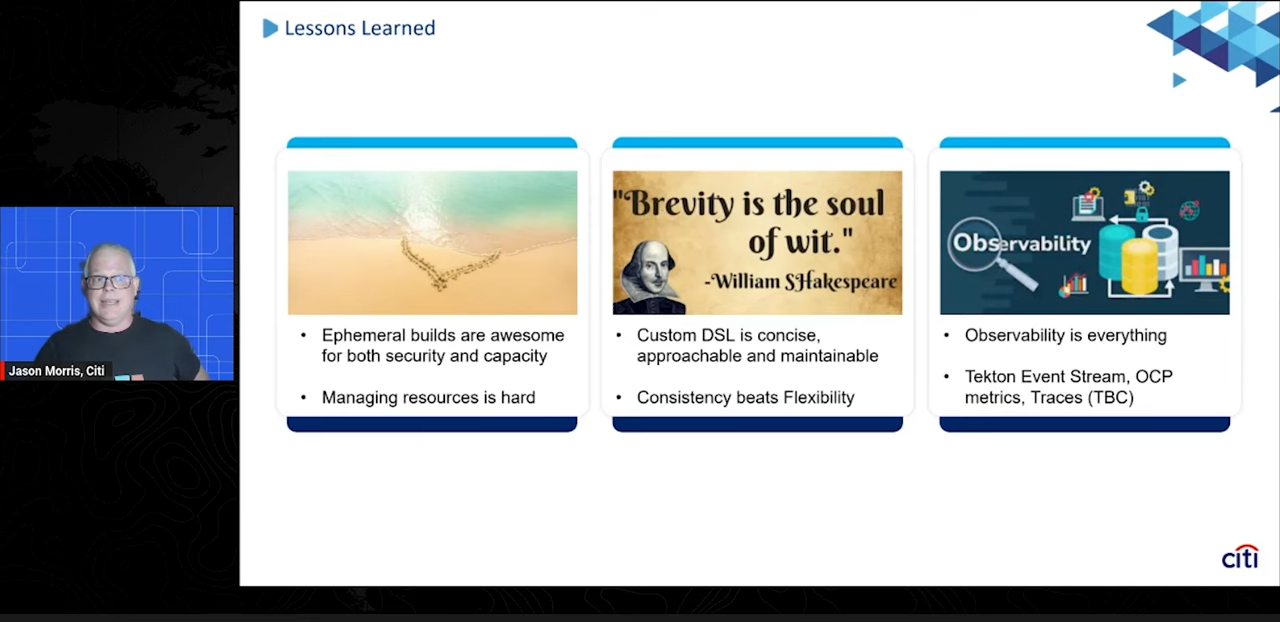 Lessons Learned
Jason Morris, Citi
"Brevity is the soul
of wit."
-William SHakespeare
Observability
• Ephemeral builds are awesome
for both security and capacity
• Managing resources is hard
• Custom DSL is concise,
approachable and maintainable
• Consistency beats Flexibility
• Observability is everything
• Tekton Event Stream, OCP
metrics, Traces (TBC)
citi